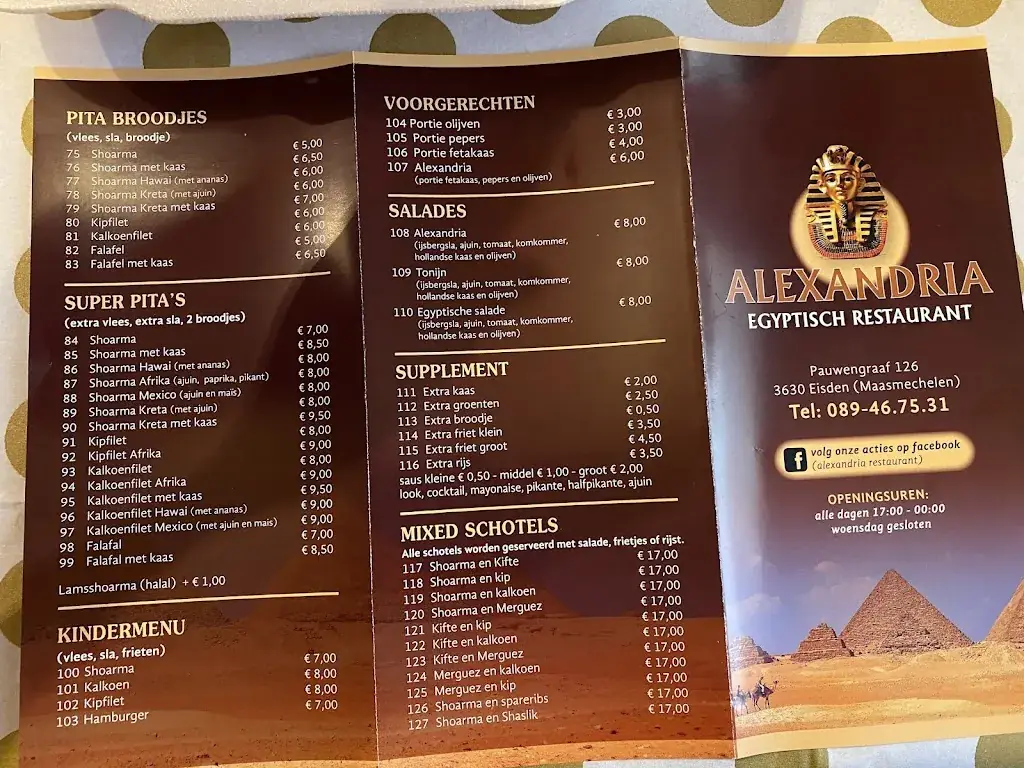 PITA BROODJES
(vlees, sla, broodje)
75 Shoarma € 5,00
76 Shoarma met kaas € 6,50
77 Shoarma Hawai (met ananas) € 6,00
78 Shoarma Kreta (met ajuin) € 6,00
79 Shoarma Kreta met kaas € 7,00
80 Kipfilet € 6,00
81 Kalkoenfilet € 6,00
82 Falafel € 5,00
83 Falafel met kaas € 6,50
SUPER PITA'S
(extra vlees, extra sla, 2 broodjes)
84 Shoarma € 7,00
85 Shoarma met kaas € 8,50
86 Shoarma Hawai (met ananas) € 8,00
87 Shoarma Afrika (ajuin, paprika, pikant) € 8,00
88 Shoarma Mexico (ajuin en mais) € 8,00
89 Shoarma Kreta (met ajuin) € 8,00
90 Shoarma Kreta met kaas € 9,50
91 Kipfilet € 8,00
92 Kipfilet Afrika € 9,00
93 Kalkoenfilet € 8,00
94 Kalkoenfilet Afrika € 9,00
95 Kalkoenfilet met kaas € 9,50
96 Kalkoenfilet Hawai (met ananas) € 9,00
97 Kalkoenfilet Mexico (met ajuin en mais) € 9,00
98 Falafal € 7,00
99 Falafal met kaas € 8,50
Lamsshoarma (halal) + € 1,00
KINDERMENU
(vlees, sla, frieten)
100 Shoarma € 7,00
101 Kalkoen € 8,00
102 Kipfilet € 8,00
103 Hamburger € 7,00
VOORGERECHTEN
104 Portie olijven € 3,00
105 Portie pepers € 3,00
106 Portie fetakaas € 4,00
107 Alexandria € 6,00
(portie fetakaas, pepers en olijven)
SALADES
108 Alexandria € 8,00
(ijsbergsla, ajuin, tomaat, komkommer,
hollandse kaas en olijven)
109 Tonijn € 8,00
(ijsbergsla, ajuin, tomaat, komkommer,
hollandse kaas en olijven)
110 Egyptische salade € 8,00
(ijsbergsla, ajuin, tomaat, komkommer,
hollandse kaas en olijven)
SUPPLEMENT
111 Extra kaas € 2,00
112 Extra groenten € 2,50
113 Extra broodje € 0,50
114 Extra friet klein € 3,50
115 Extra friet groot € 4,50
116 Extra rijs € 3,50
saus kleine € 0,50 - middel € 1,00 - groot € 2,00
look, cocktail, mayonaise, pikante, halfpikante, ajuin
MIXED SCHOTELS
Alle schotels worden geserveerd met salade, frietjes of rijst.
117 Shoarma en Kifte € 17,00
118 Shoarma en kip € 17,00
119 Shoarma en kalkoen € 17,00
120 Shoarma en Merguez € 17,00
121 Kifte en kip € 17,00
122 Kifte en kalkoen € 17,00
123 Kifte en Merguez € 17,00
124 Merguez en kalkoen € 17,00
125 Merguez en kip € 17,00
126 Shoarma en spareribs € 17,00
127 Shoarma en Shaslik € 17,00
ALEXANDRIA
EGYPTISCH RESTAURANT
Pauwengraaf 126
3630 Eisden (Maasmechelen)
Tel: 089-46.75.31
f volg onze acties op facebook
(alexandria restaurant)
OPENINGSUREN:
alle dagen 17:00 - 00:00
woensdag gesloten